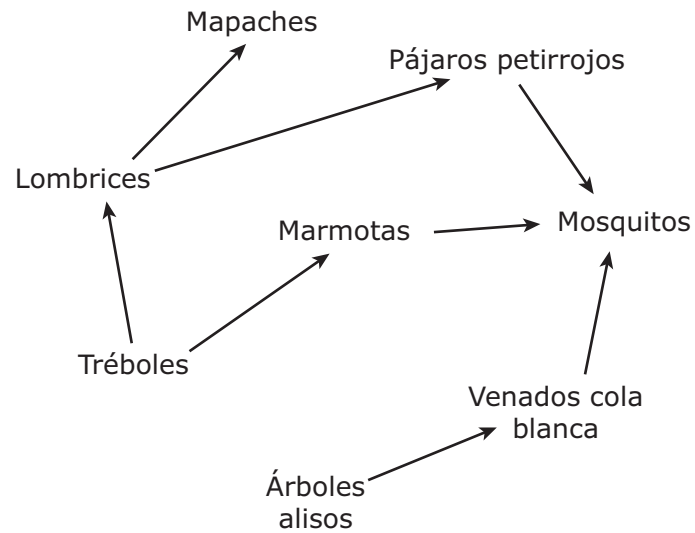 Mapaches
Pájaros petirrojos
Lombrices
Marmotas
Mosquitos
Tréboles
Venados cola
blanca
Árboles
alisos